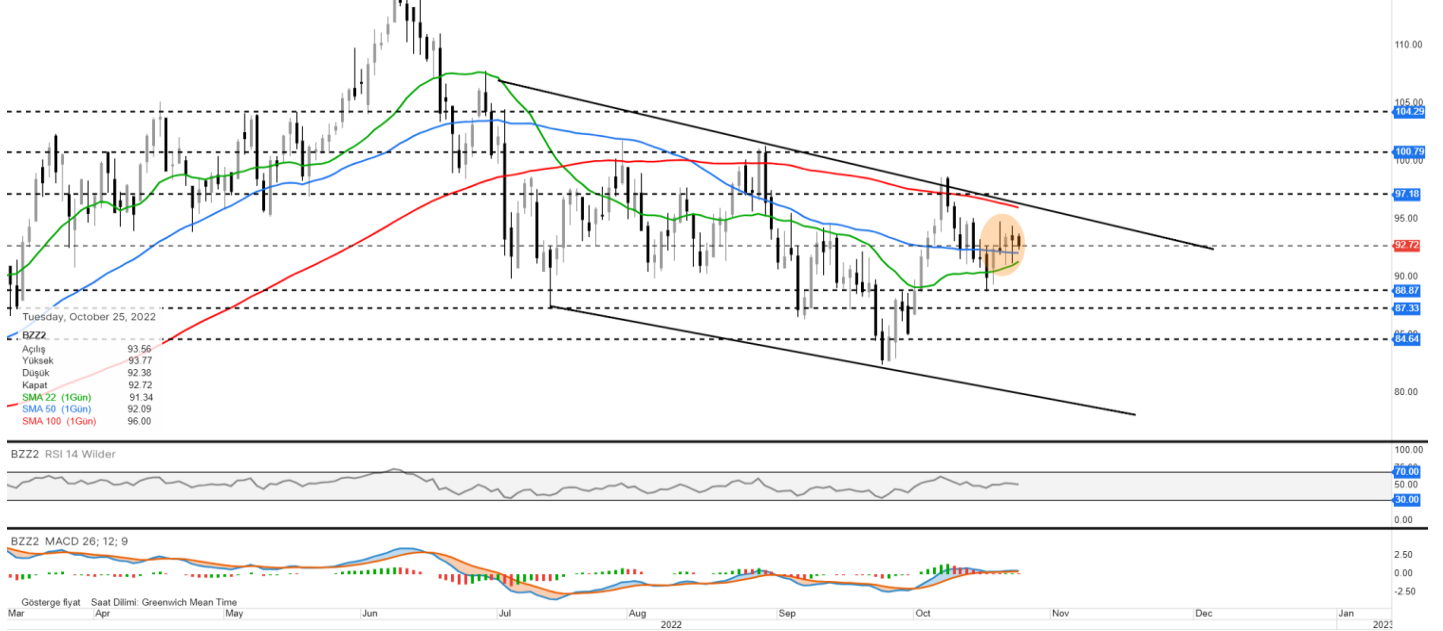 110.00
105.00
104.29
100.79
100.00
97.18
95.00
92.72
90.00
88.87
87.33
85.00
84.64
80.00
Tuesday, October 25, 2022
BZZ2
Açılış 93.56
Yüksek 93.77
Düşük 92.38
Kapat 92.72
SMA 22 (1Gün) 91.34
SMA 50 (1Gün) 92.09
SMA 100 (1Gün) 96.00
BZZ2 RSI 14 Wilder
100.00
70.00
50.00
30.00
0.00
BZZ2 MACD 26; 12; 9
2.50
0.00
-2.50
Gösterge fiyat Saat Dilimi: Greenwich Mean Time
Mar Apr May Jun Jul Aug Sep Oct Nov Dec Jan
2022 2023